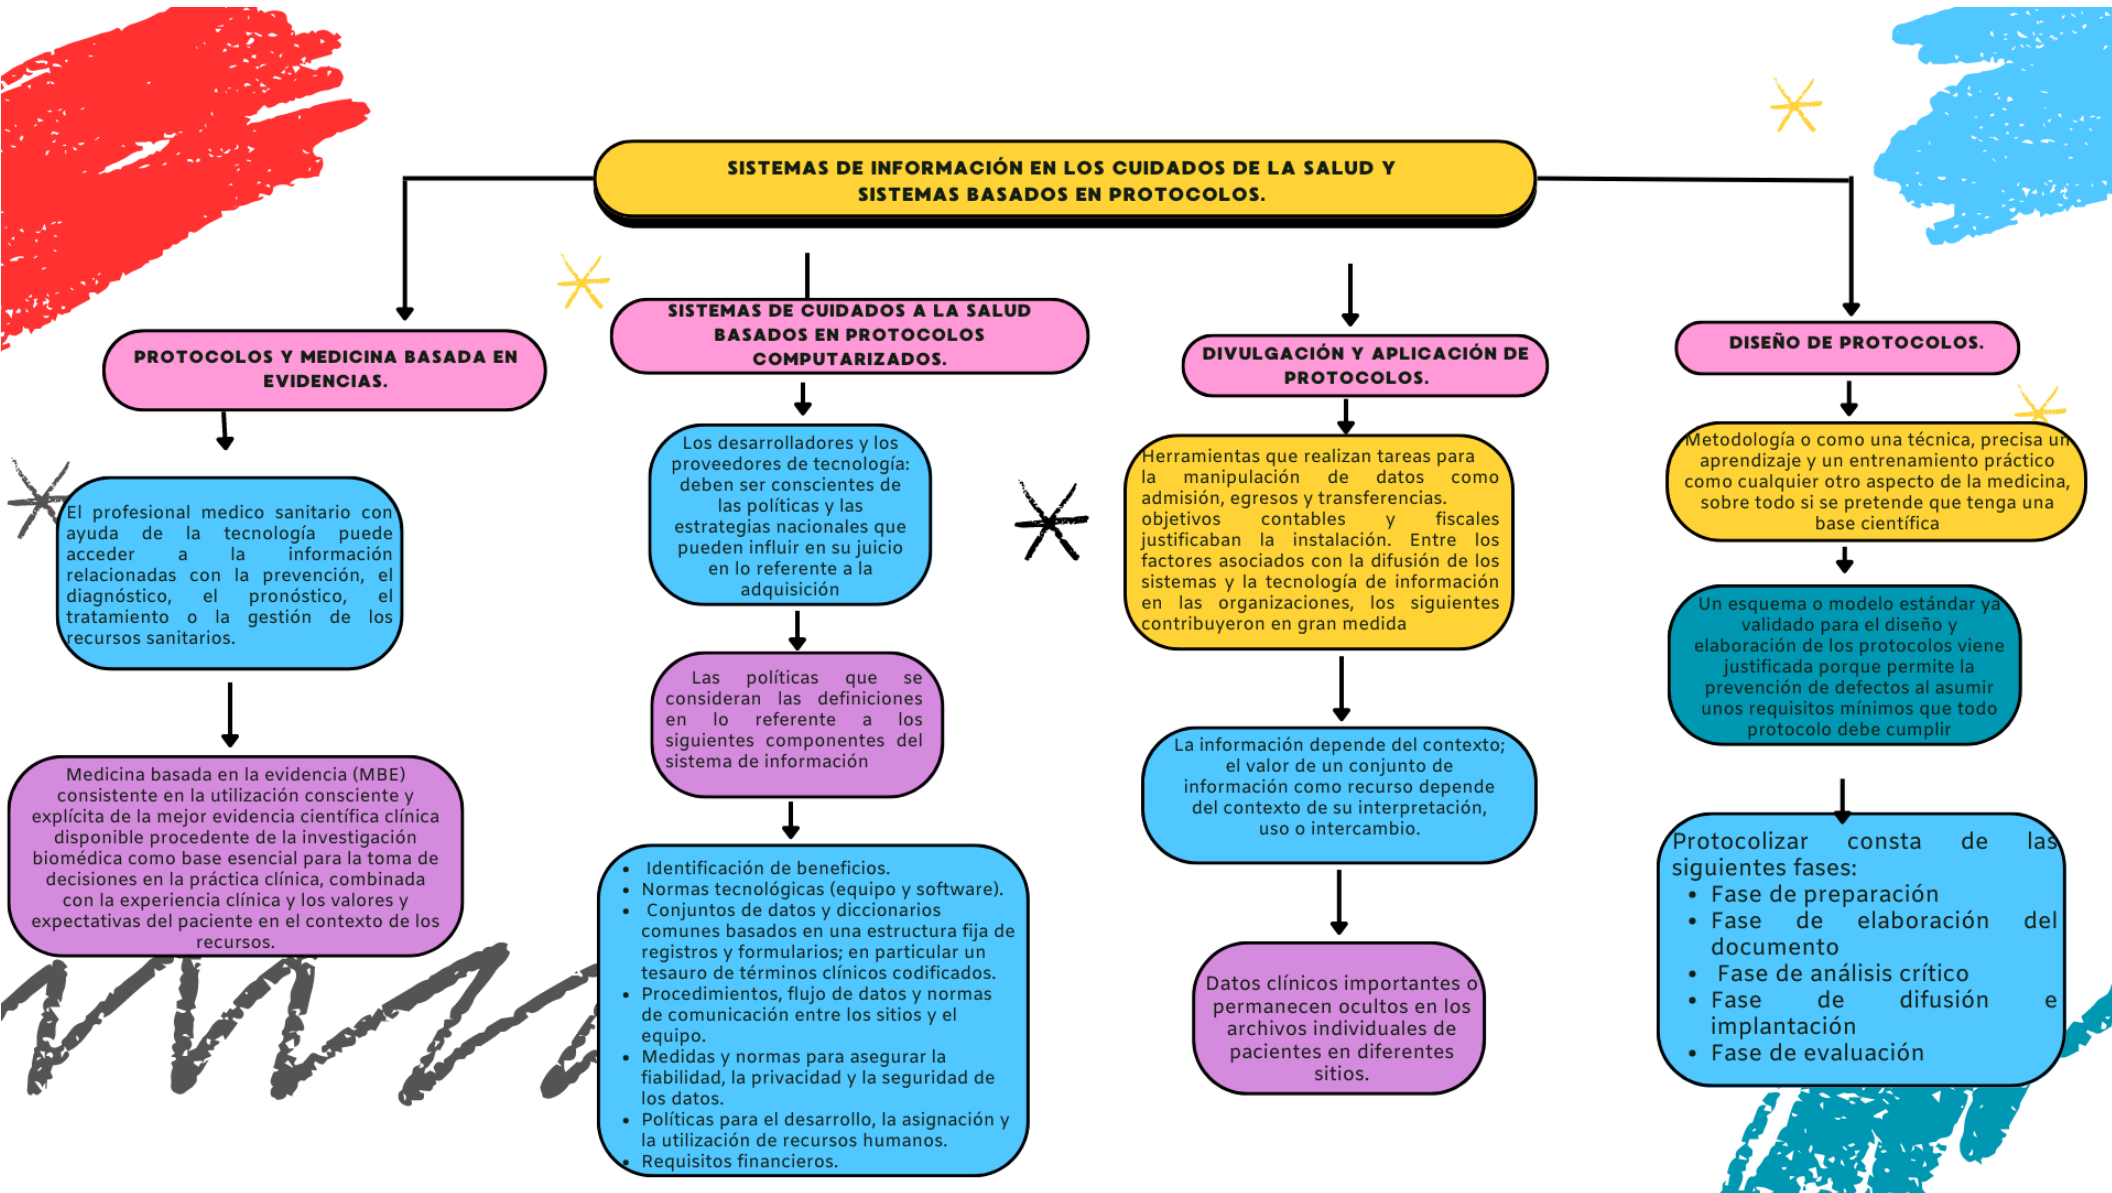 SISTEMAS DE INFORMACIÓN EN LOS CUIDADOS DE LA SALUD Y
SISTEMAS BASADOS EN PROTOCOLOS.
PROTOCOLOS Y MEDICINA BASADA EN
EVIDENCIAS.
El profesional medico sanitario con
ayuda de la tecnología puede
acceder a la información
relacionadas con la prevención, el
diagnóstico, el pronóstico, el
tratamiento o la gestión de los
recursos sanitarios.
Medicina basada en la evidencia (MBE)
consistente en la utilización consciente y
explícita de la mejor evidencia científica clínica
disponible procedente de la investigación
biomédica como base esencial para la toma de
decisiones en la práctica clínica, combinada
con la experiencia clínica y los valores y
expectativas del paciente en el contexto de los
recursos.
SISTEMAS DE CUIDADOS A LA SALUD
BASADOS EN PROTOCOLOS
COMPUTARIZADOS.
Los desarrolladores y los
proveedores de tecnología:
deben ser conscientes de
las políticas y las
estrategias nacionales que
pueden influir en su juicio
en lo referente a la
adquisición
Las políticas que se
consideran las definiciones
en lo referente a los
siguientes componentes del
sistema de información
• Identificación de beneficios.
• Normas tecnológicas (equipo y software).
• Conjuntos de datos y diccionarios
comunes basados en una estructura fija de
registros y formularios; en particular un
tesauro de términos clínicos codificados.
• Procedimientos, flujo de datos y normas
de comunicación entre los sitios y el
equipo.
• Medidas y normas para asegurar la
fiabilidad, la privacidad y la seguridad de
los datos.
• Políticas para el desarrollo, la asignación y
la utilización de recursos humanos.
• Requisitos financieros.
DIVULGACIÓN Y APLICACIÓN DE
PROTOCOLOS.
Herramientas que realizan tareas para
la manipulación de datos como
admisión, egresos y transferencias.
objetivos contables y fiscales
justificaban la instalación. Entre los
factores asociados con la difusión de los
sistemas y la tecnología de información
en las organizaciones, los siguientes
contribuyeron en gran medida
La información depende del contexto;
el valor de un conjunto de
información como recurso depende
del contexto de su interpretación,
uso o intercambio.
Datos clínicos importantes o
permanecen ocultos en los
archivos individuales de
pacientes en diferentes
sitios.
DISEÑO DE PROTOCOLOS.
Metodología o como una técnica, precisa un
aprendizaje y un entrenamiento práctico
como cualquier otro aspecto de la medicina,
sobre todo si se pretende que tenga una
base científica
Un esquema o modelo estándar ya
validado para el diseño y
elaboración de los protocolos viene
justificada porque permite la
prevención de defectos al asumir
unos requisitos mínimos que todo
protocolo debe cumplir
Protocolizar consta de las
siguientes fases:
• Fase de preparación
• Fase de elaboración del
documento
• Fase de análisis crítico
• Fase de difusión e
implantación
• Fase de evaluación